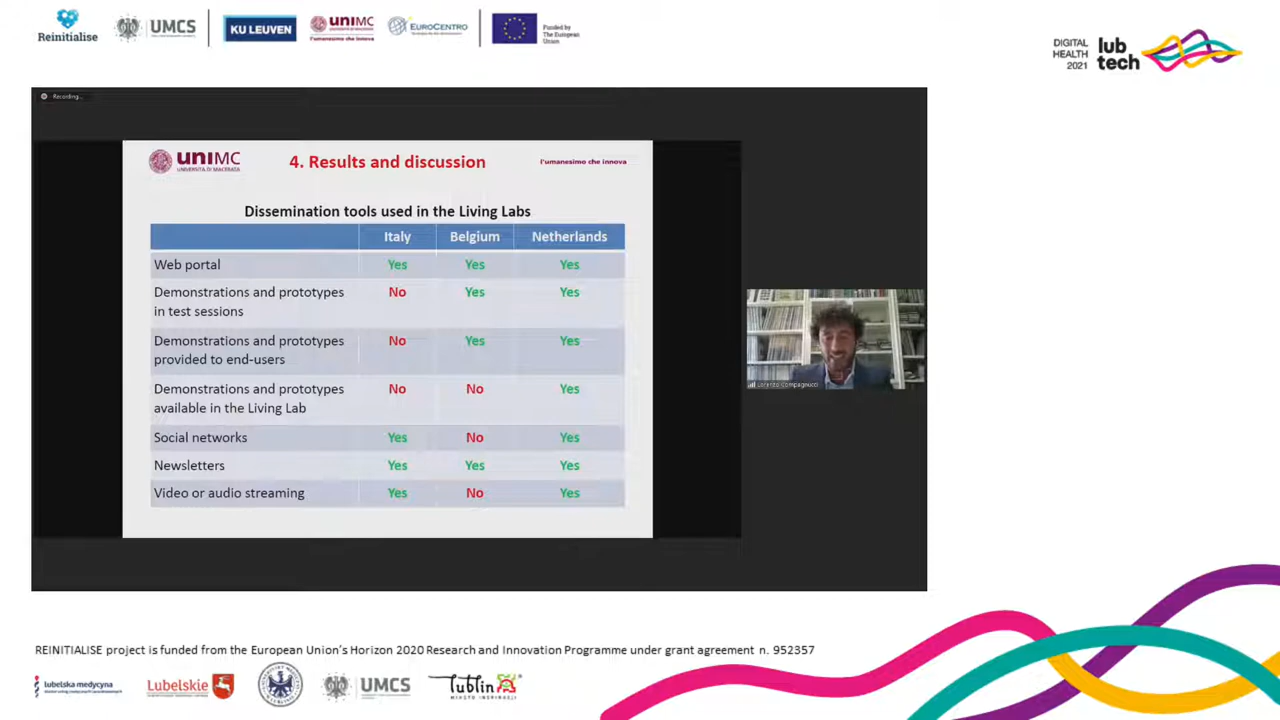 Reinitialise
UMCS
KU LEUVEN
UNIMC
l'umanesimo che innova
EUROCENTRO
Funded by
The European
Union
DIGITAL
HEALTH
2021
lub
tech
Recording...
UNIMC
UNIVERSITÀ DI MACERATA
4. Results and discussion
l'umanesimo che innova
Dissemination tools used in the Living Labs
Italy Belgium Netherlands
Web portal Yes Yes Yes
Demonstrations and prototypes
in test sessions No Yes Yes
Demonstrations and prototypes
provided to end-users No Yes Yes
Demonstrations and prototypes
available in the Living Lab No No Yes
Social networks Yes No Yes
Newsletters Yes Yes Yes
Video or audio streaming Yes No Yes
Lorenzo Compagnucci
REINITIALISE project is funded from the European Union's Horizon 2020 Research and Innovation Programme under grant agreement n. 952357
lubelska medycyna
Lubelskie
UMCS
lublin
MIASTO INSPIRACJI